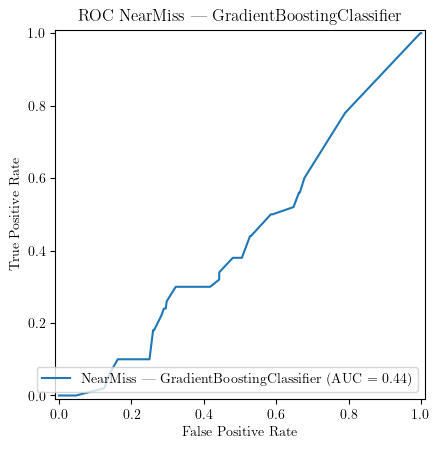 ROC NearMiss — GradientBoostingClassifier
True Positive Rate
1.0
0.8
0.6
0.4
0.2
0.0
NearMiss — GradientBoostingClassifier (AUC = 0.44)
0.0 0.2 0.4 0.6 0.8 1.0
False Positive Rate